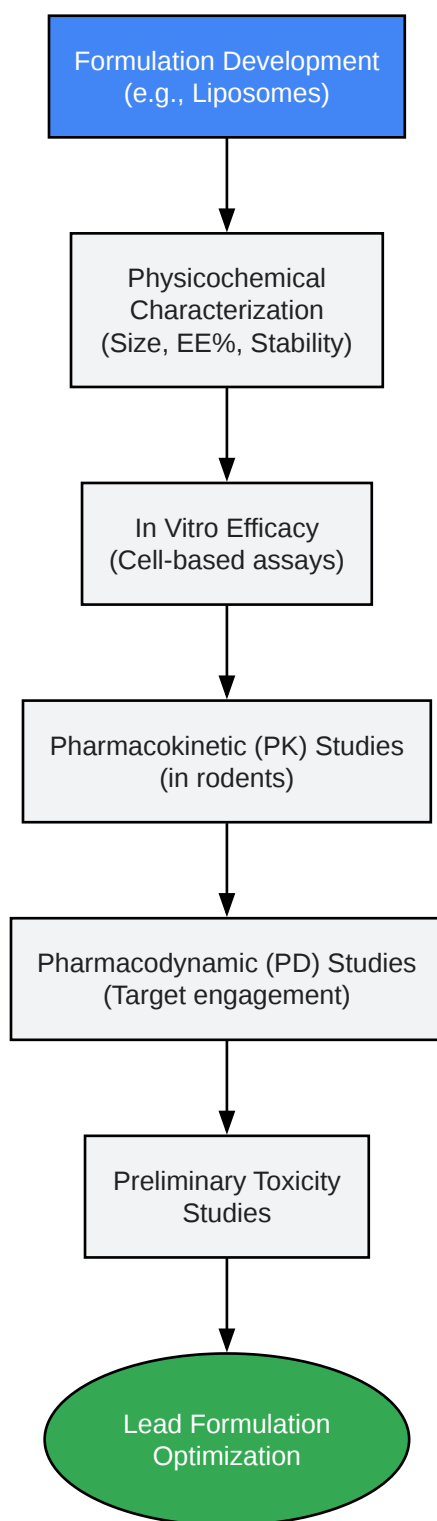 Formulation Development
(e.g., Liposomes)
Physicochemical
Characterization
(Size, EE%, Stability)
In Vitro Efficacy
(Cell-based assays)
Pharmacokinetic (PK) Studies
(in rodents)
Pharmacodynamic (PD) Studies
(Target engagement)
Preliminary Toxicity
Studies
Lead Formulation
Optimization